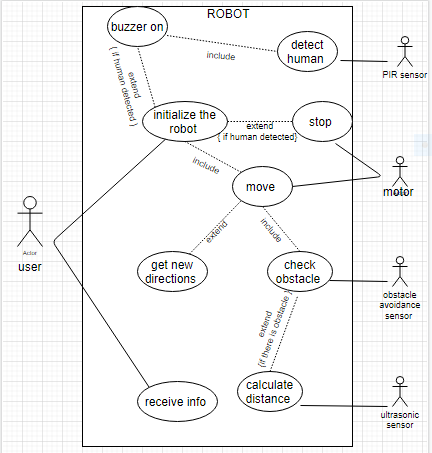 ROBOT
buzzer on
include
detect
human
PIR sensor
extend
{ if human detected }
initialize the
robot
extend
{ if human detected}
stop
include
move
motor
Actor
user
extend
include
get new
directions
check
obstacle
obstacle
avoidance
sensor
extend
{if there is obstacle }
calculate
distance
receive info
ultrasonic
sensor